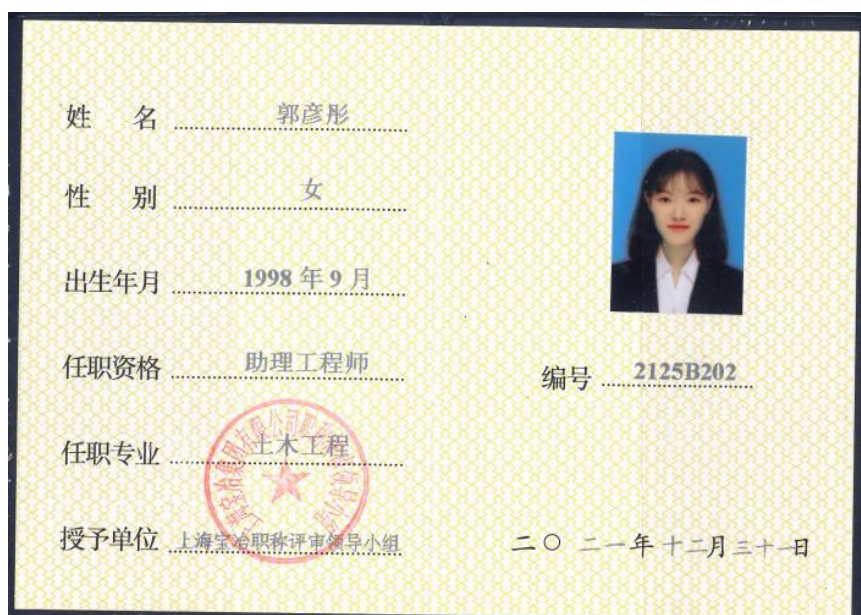 姓 名 郭彦彤
性 别 女
出生年月 1998 年 9 月
任职资格 助理工程师
编号 2125B202
任职专业 土木工程
授予单位 上海宝冶职称评审领导小组
二〇 二一 年 十二 月 三十一 日